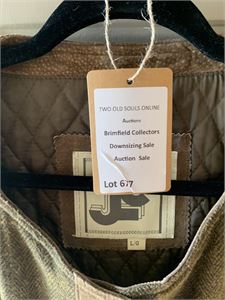 TWO OLD SOULS ONLINE
Auctions
Brimfield Collectors
Downsizing Sale
Auction Sale
Lot 677
L/G